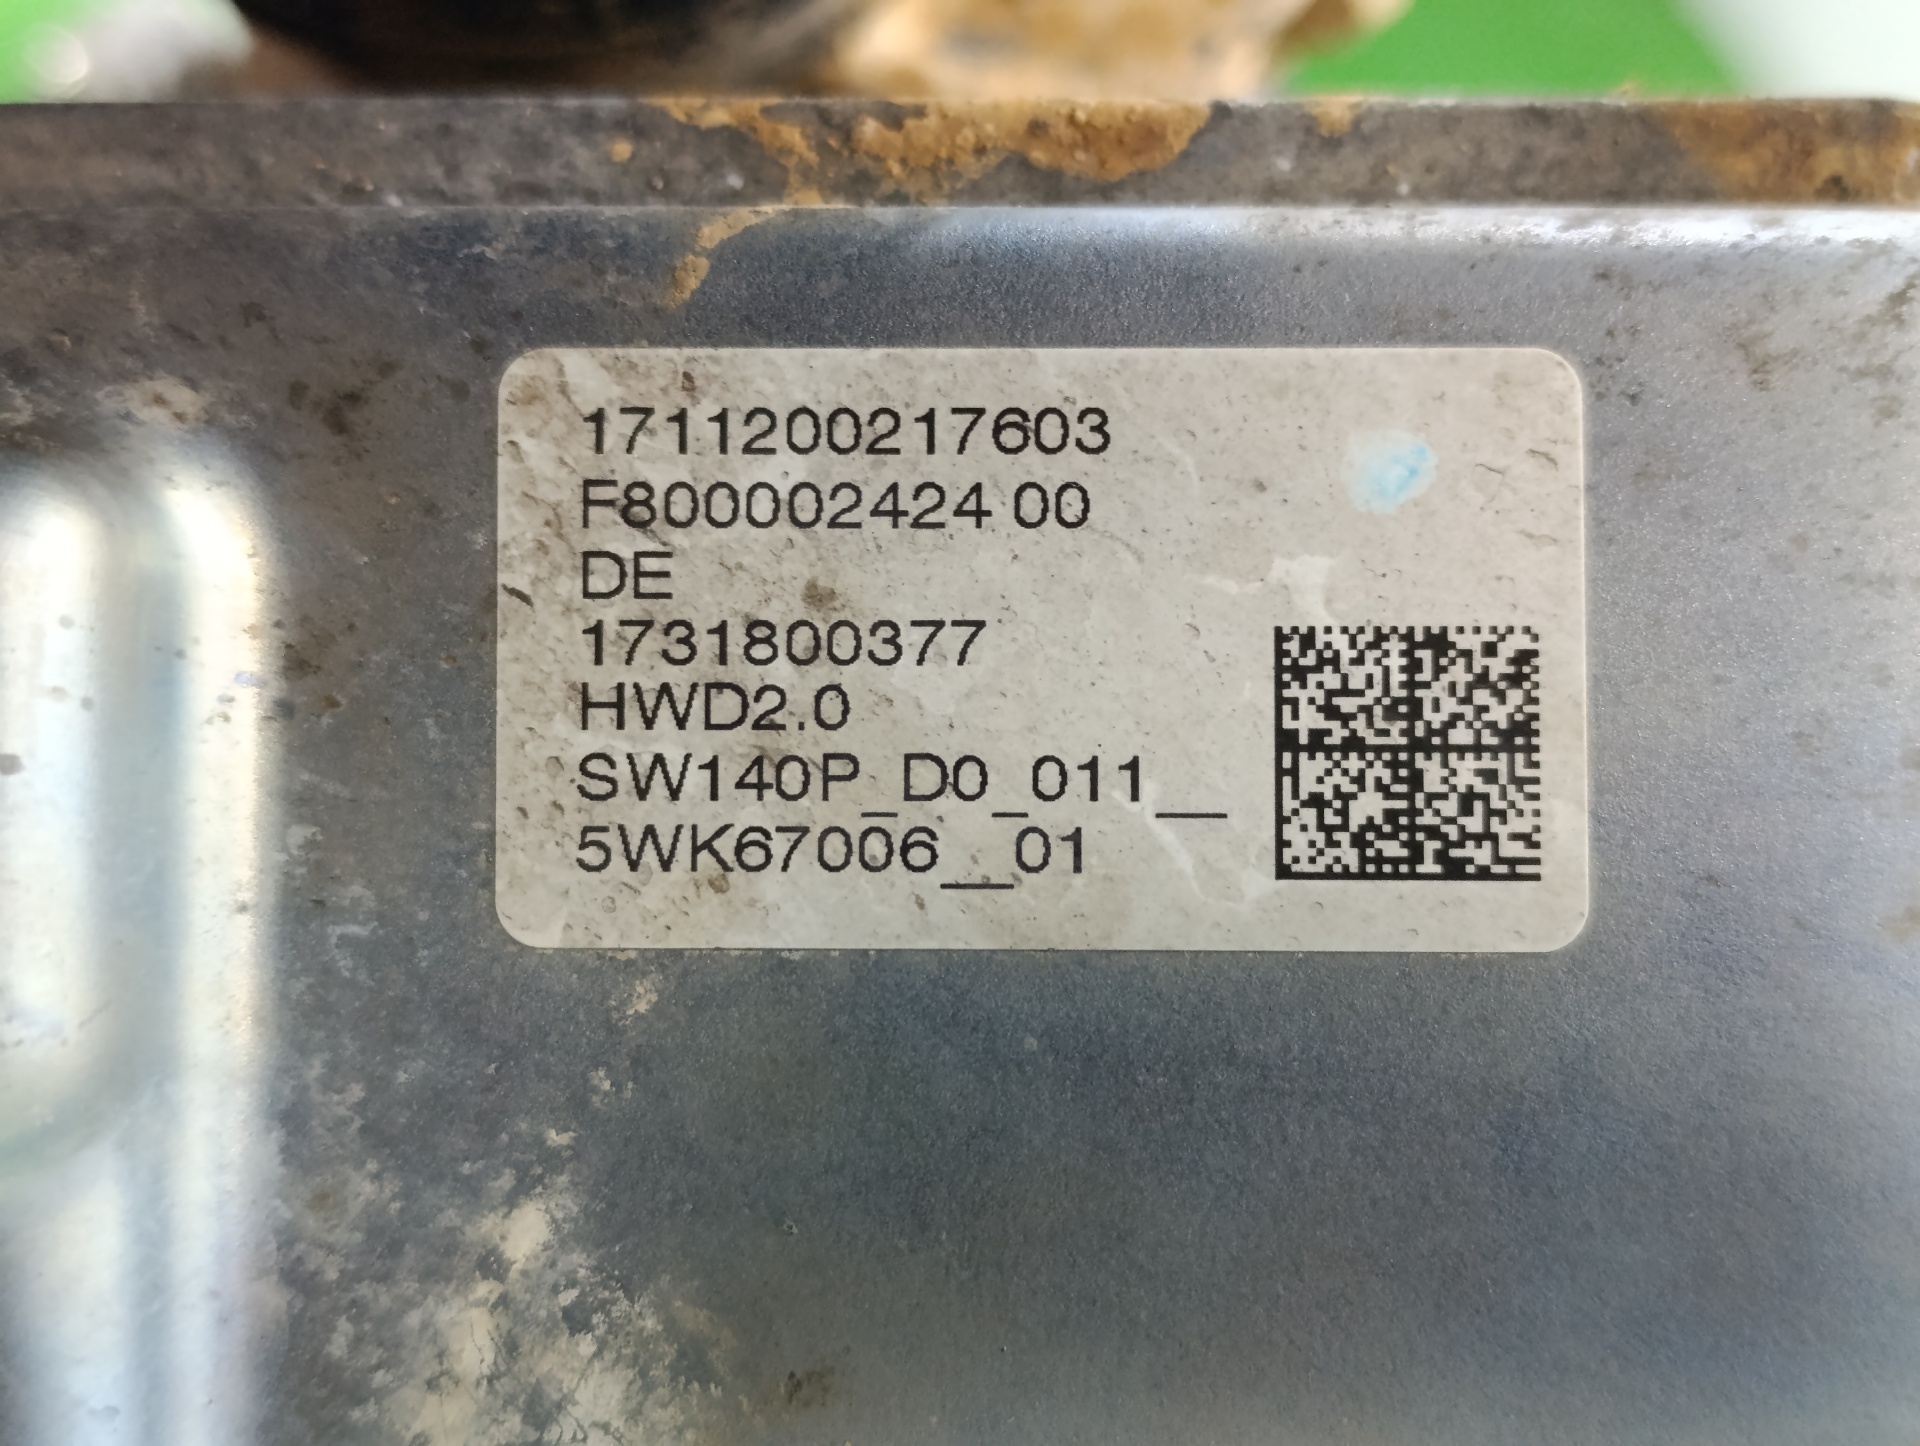 1711200217603
F800002424 00
DE
1731800377
HWD2.0
SW140P_D0_011__
5WK67006__01